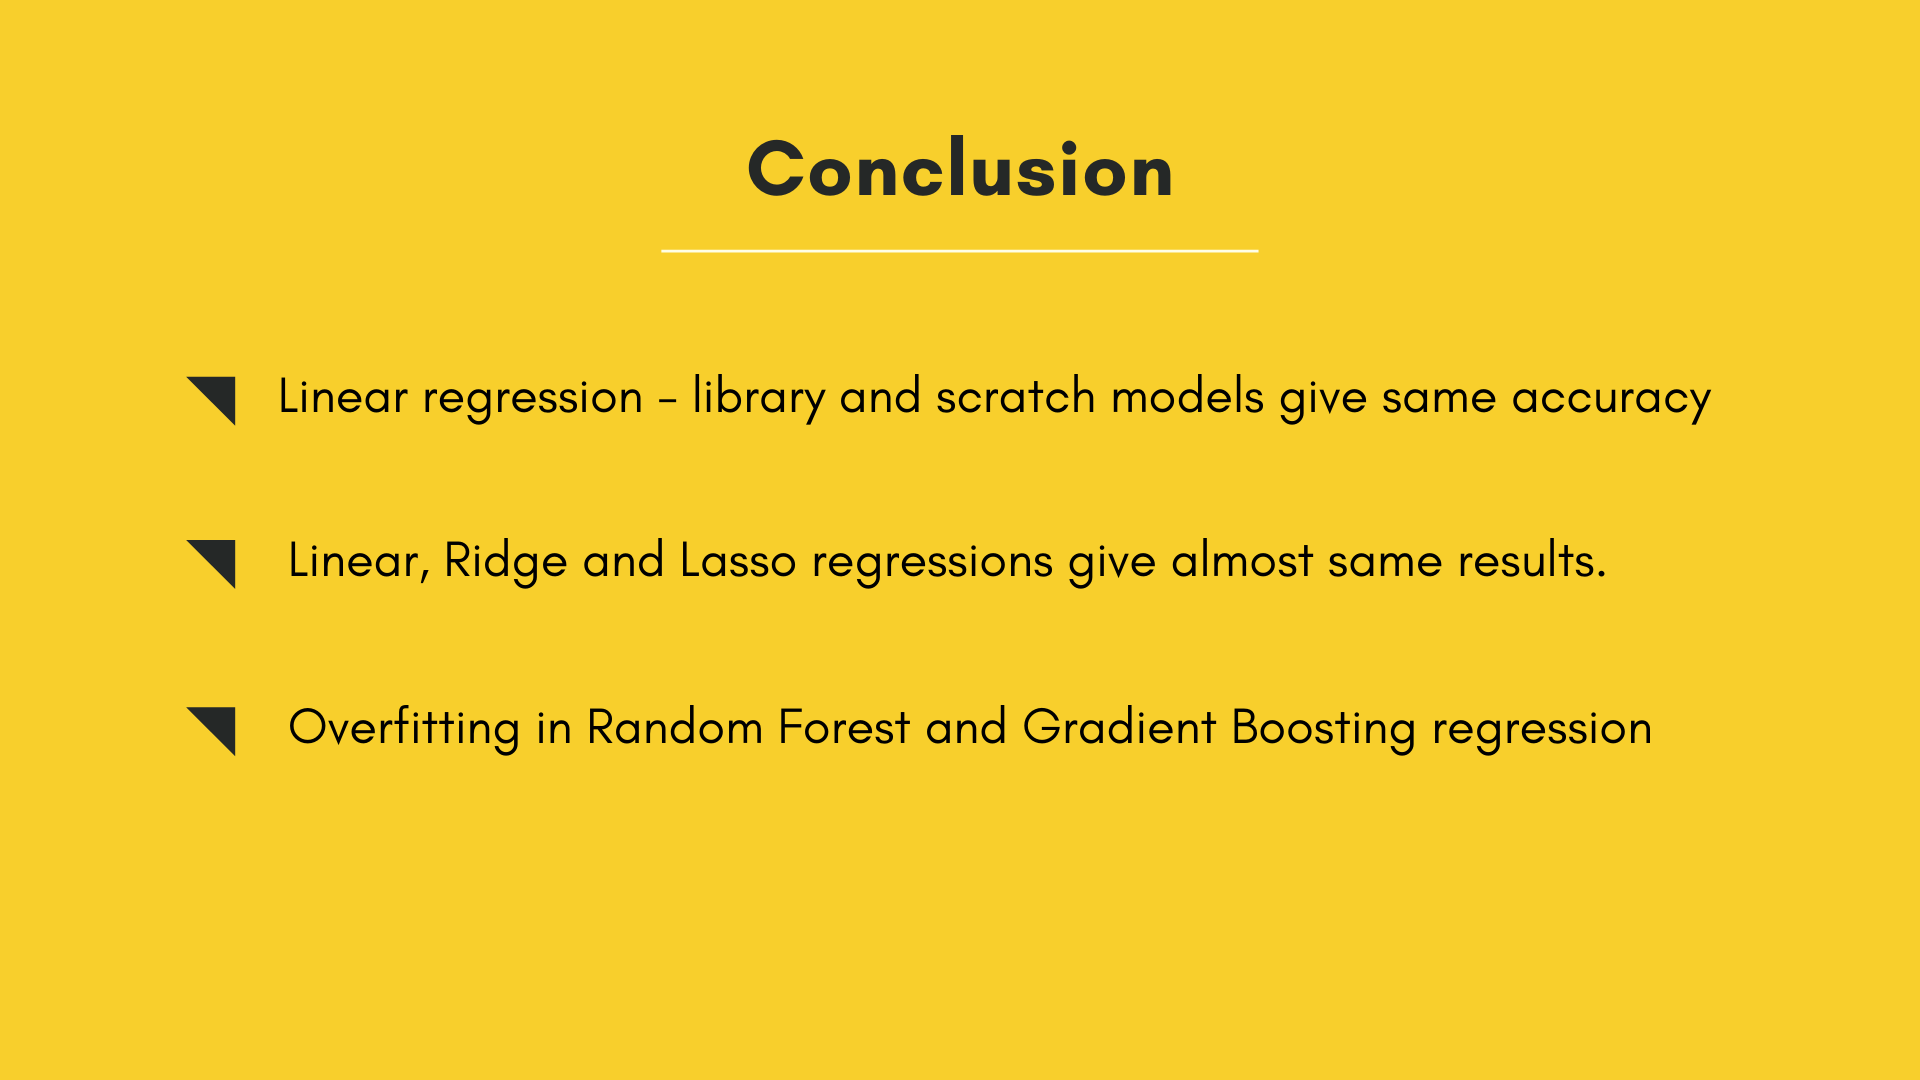 Conclusion
Linear regression - library and scratch models give same accuracy
Linear, Ridge and Lasso regressions give almost same results.
Overfitting in Random Forest and Gradient Boosting regression